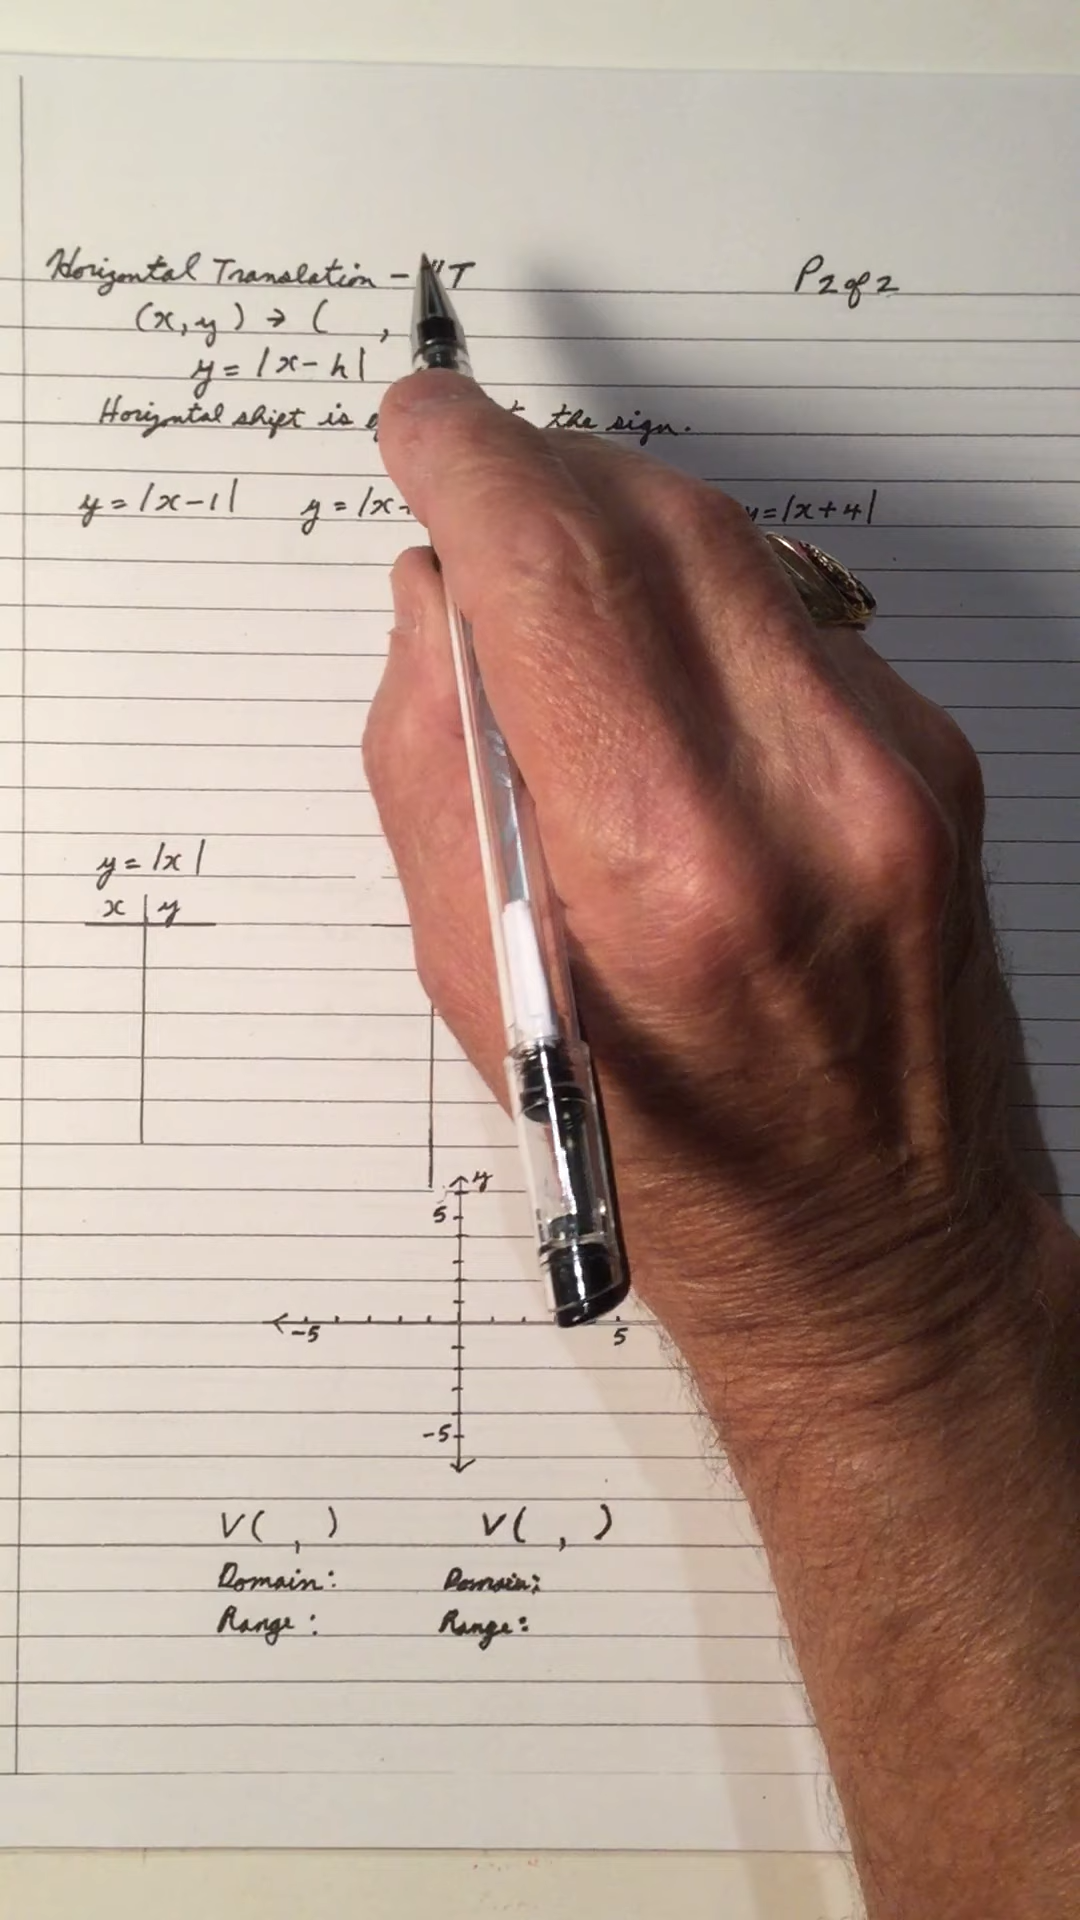 Horizontal Translation - HT
P2 of 2
(x, y) → ( ,
y = |x - h|
Horizontal shift is the sign.
y = |x - 1| y = |x y = |x + 4|
y = |x|
x | y
y
5
-5 5
-5
V( , ) V( , )
Domain: Domain:
Range: Range: